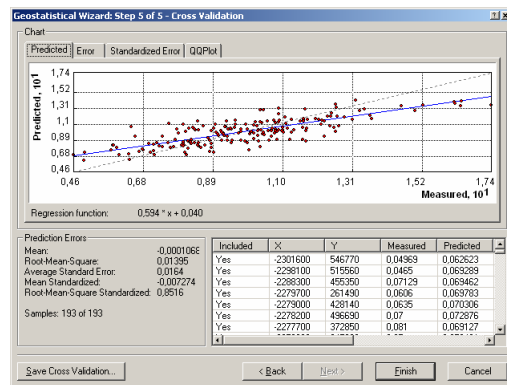 Geostatistical Wizard: Step 5 of 5 - Cross Validation
Chart
Predicted Error Standardized Error QQPlot
Predicted, 10¹
1,74
1,52
1,31
1,1
0,89
0,68
0,46
0,46 0,68 0,89 1,10 1,31 1,52 1,74
Measured, 10¹
Regression function: 0,594 * x + 0,040
Prediction Errors
Mean: -0,0001068
Root-Mean-Square: 0,01395
Average Standard Error: 0,0164
Mean Standardized: -0,007274
Root-Mean-Square Standardized: 0,8516
Samples: 193 of 193
Included X Y Measured Predicted
Yes -2301600 546770 0,04969 0,062623
Yes -2298100 515560 0,0465 0,069289
Yes -2288300 455350 0,07129 0,069462
Yes -2279700 261490 0,0606 0,069783
Yes -2279000 428140 0,0635 0,070306
Yes -2278200 496690 0,07 0,072876
Yes -2277700 372850 0,081 0,069127
Save Cross Validation...
< Back Next > Finish Cancel